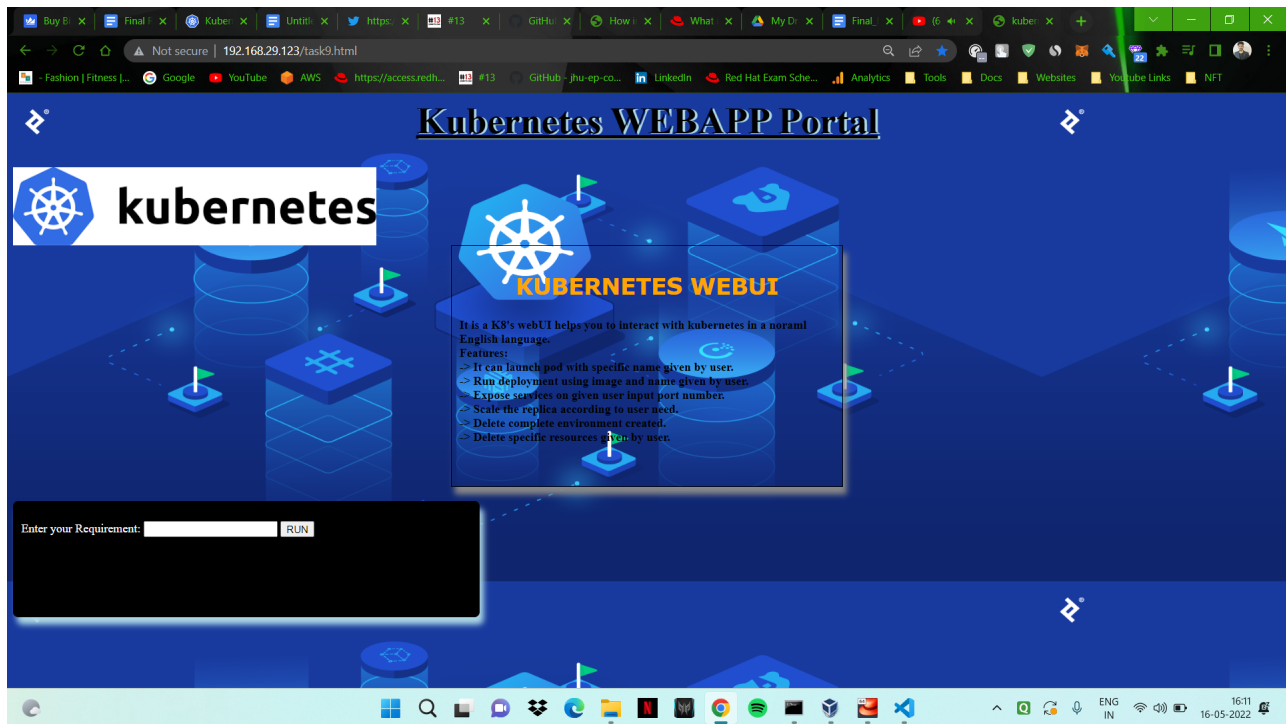 Buy Bi
Final F
Kuber
Untitl
https:
#13
#13
GitHu
How i
What
My Dr
Final_
(6
kuber
Not secure | 192.168.29.123/task9.html
22
- Fashion | Fitness |...
Google
YouTube
AWS
https://access.redh...
#13
#13
GitHub - jhu-ep-co...
LinkedIn
Red Hat Exam Sche...
Analytics
Tools
Docs
Websites
Youtube Links
NFT
Kubernetes WEBAPP Portal
kubernetes
KUBERNETES WEBUI
It is a K8's webUI helps you to interact with kubernetes in a noraml
English language.
Features:
-> It can launch pod with specific name given by user.
-> Run deployment using image and name given by user.
-> Expose services on given user input port number.
-> Scale the replica according to user need.
-> Delete complete environment created.
-> Delete specific resources given by user.
Enter your Requirement:
RUN
ENG
IN
16:11
16-05-2022